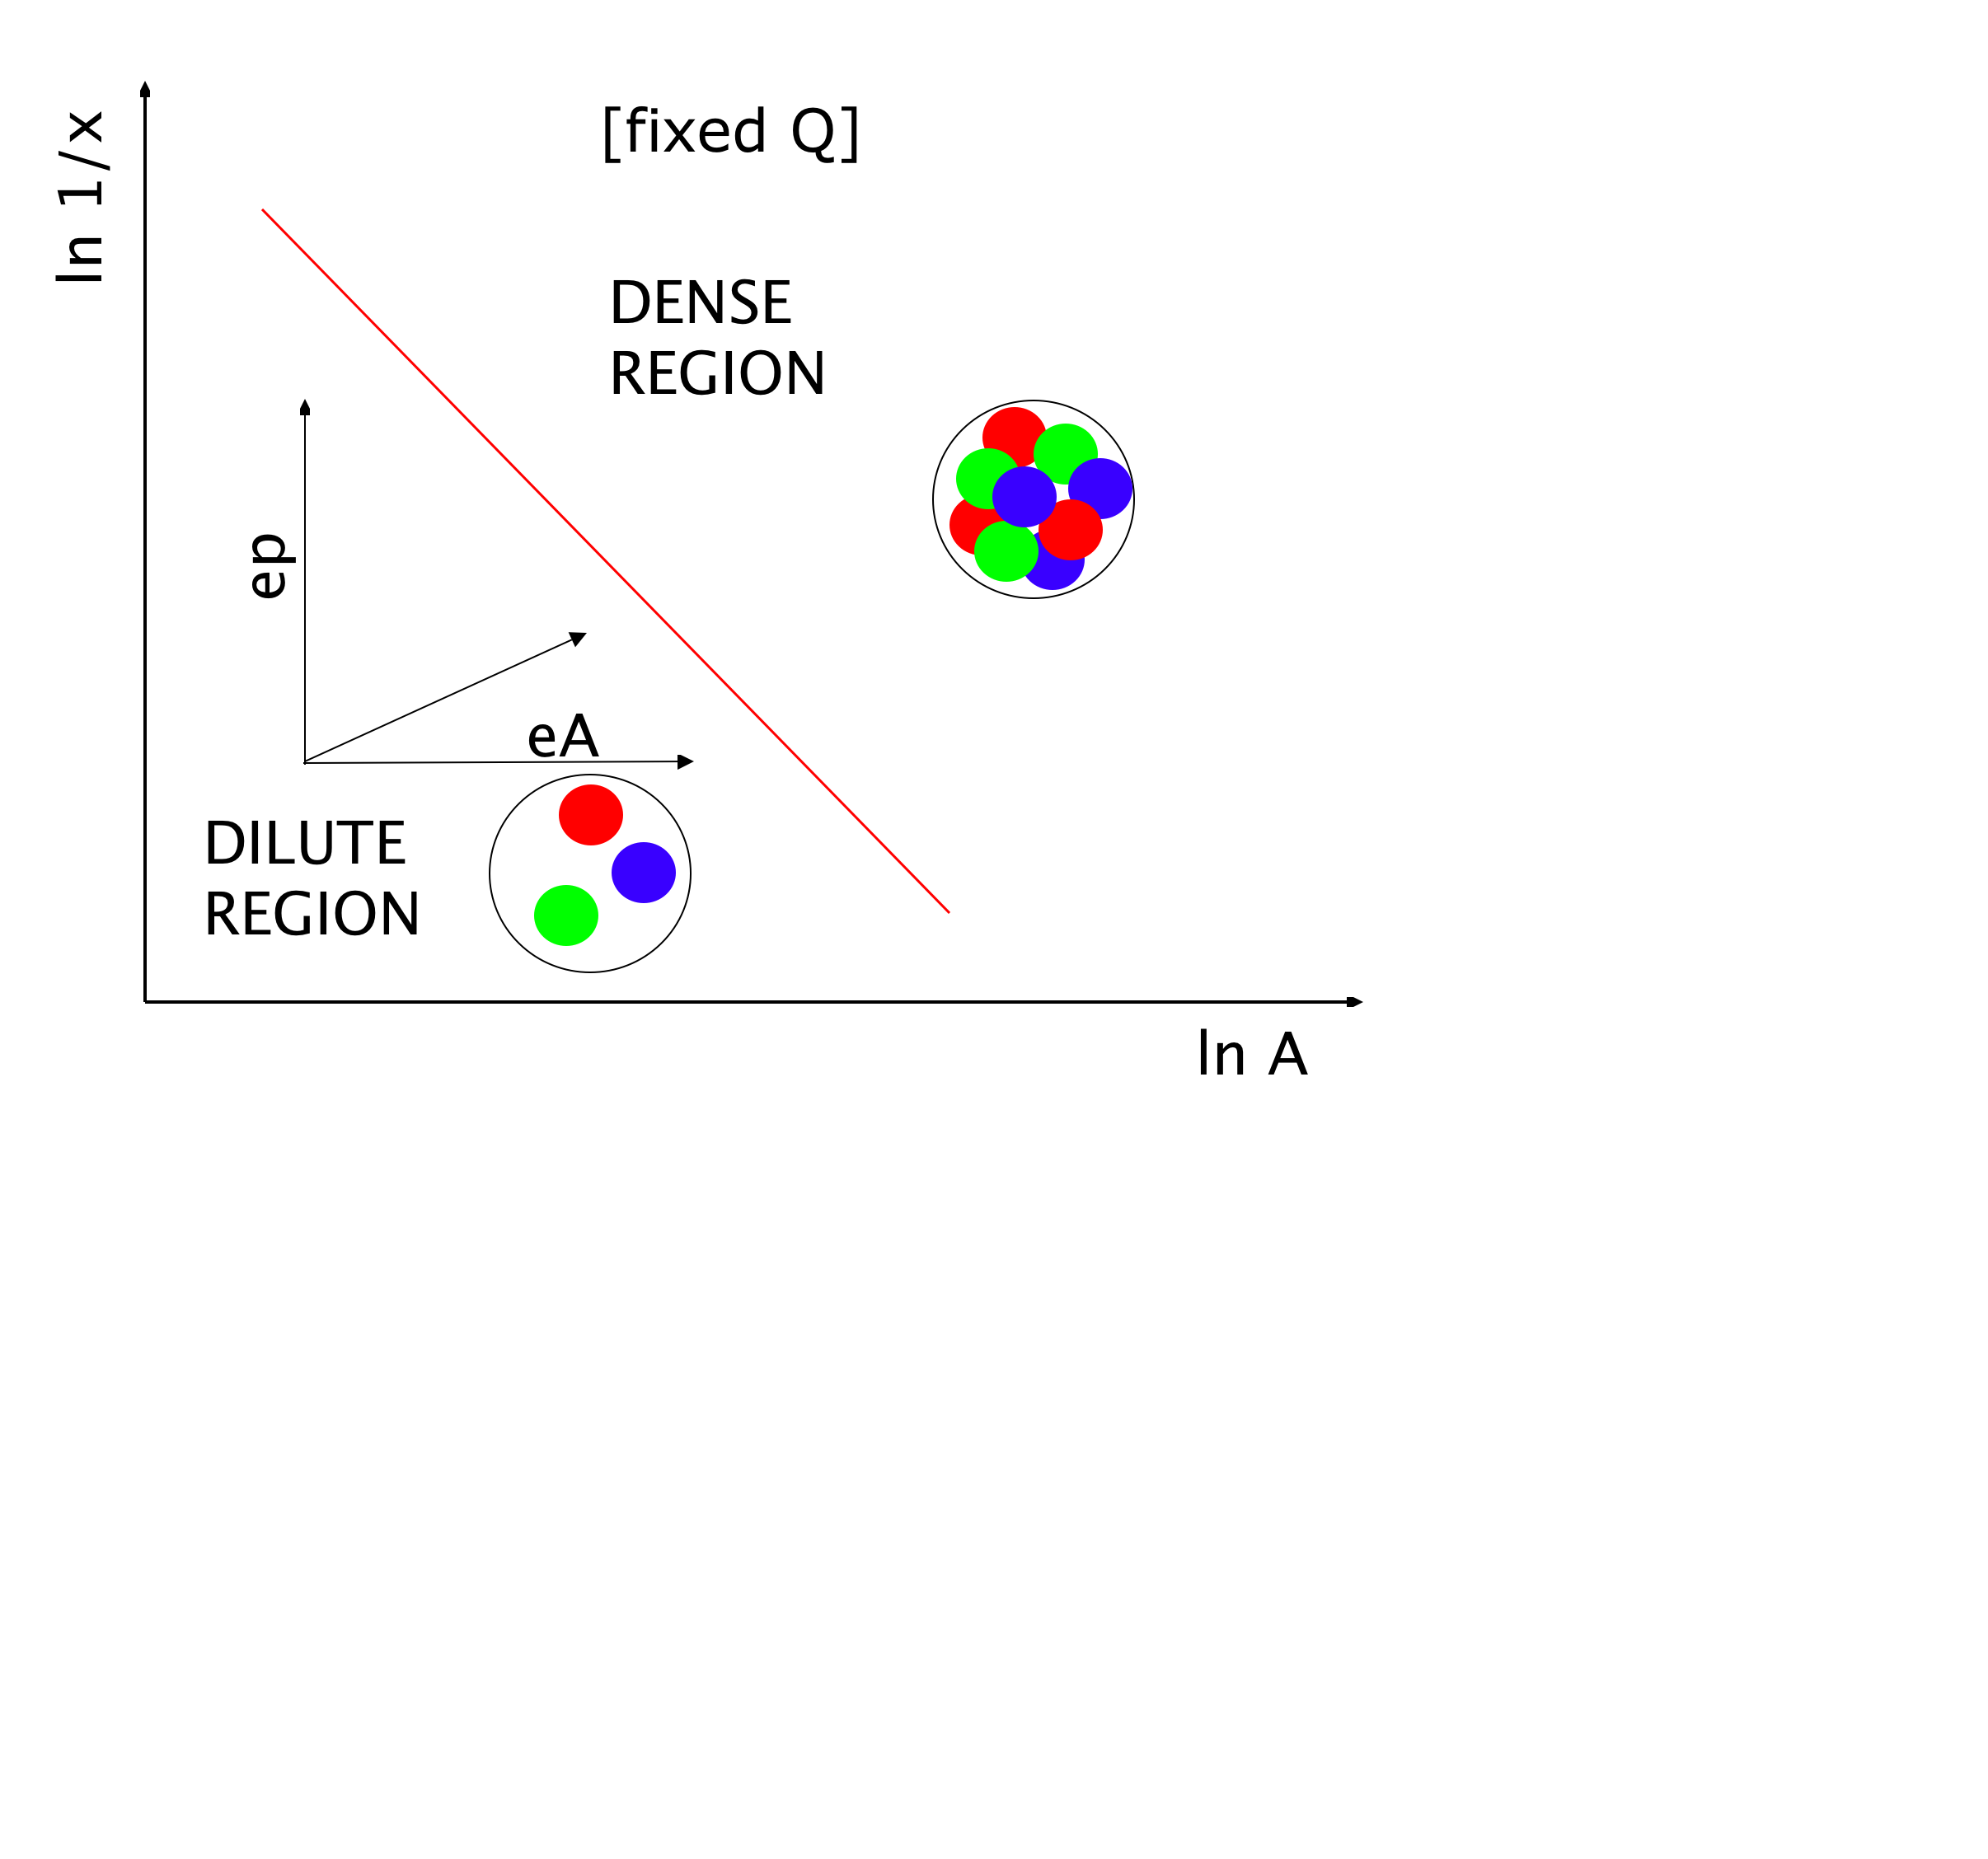 ln 1/x
[fixed Q]
DENSE
REGION
ep
eA
DILUTE
REGION
ln A